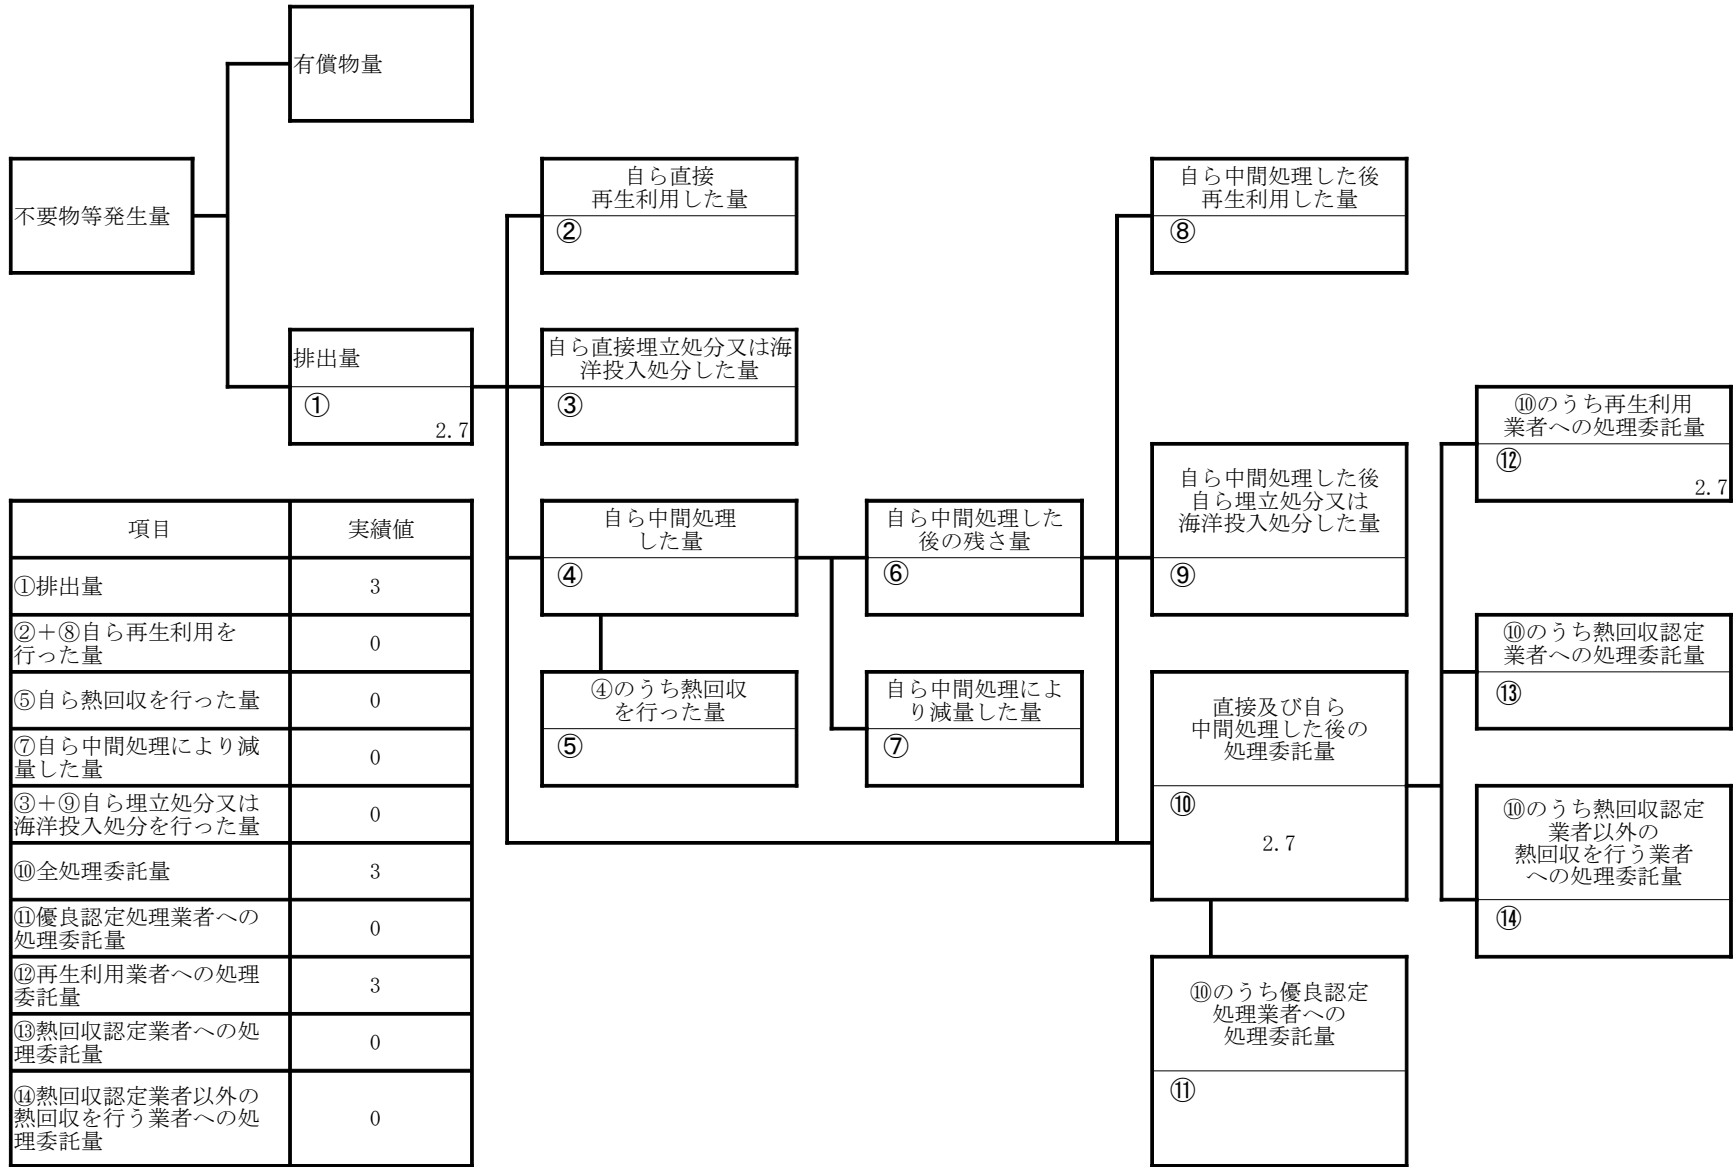 有償物量
不要物等発生量
排出量
①
2.7
自ら直接
再生利用した量
②
自ら直接埋立処分又は海
洋投入処分した量
③
自ら中間処理
した量
④
④のうち熱回収
を行った量
⑤
自ら中間処理した
後の残さ量
⑥
自ら中間処理によ
り減量した量
⑦
自ら中間処理した後
再生利用した量
⑧
自ら中間処理した後
自ら埋立処分又は
海洋投入処分した量
⑨
直接及び自ら
中間処理した後の
処理委託量
⑩
2.7
⑩のうち優良認定
処理業者への
処理委託量
⑪
⑩のうち再生利用
業者への処理委託量
⑫
2.7
⑩のうち熱回収認定
業者への処理委託量
⑬
⑩のうち熱回収認定
業者以外の
熱回収を行う業者
への処理委託量
⑭
項目 実績値
①排出量 3
②＋⑧自ら再生利用を
行った量 0
⑤自ら熱回収を行った量 0
⑦自ら中間処理により減
量した量 0
③＋⑨自ら埋立処分又は
海洋投入処分を行った量 0
⑩全処理委託量 3
⑪優良認定処理業者への
処理委託量 0
⑫再生利用業者への処理
委託量 3
⑬熱回収認定業者への処
理委託量 0
⑭熱回収認定業者以外の
熱回収を行う業者への処
理委託量 0